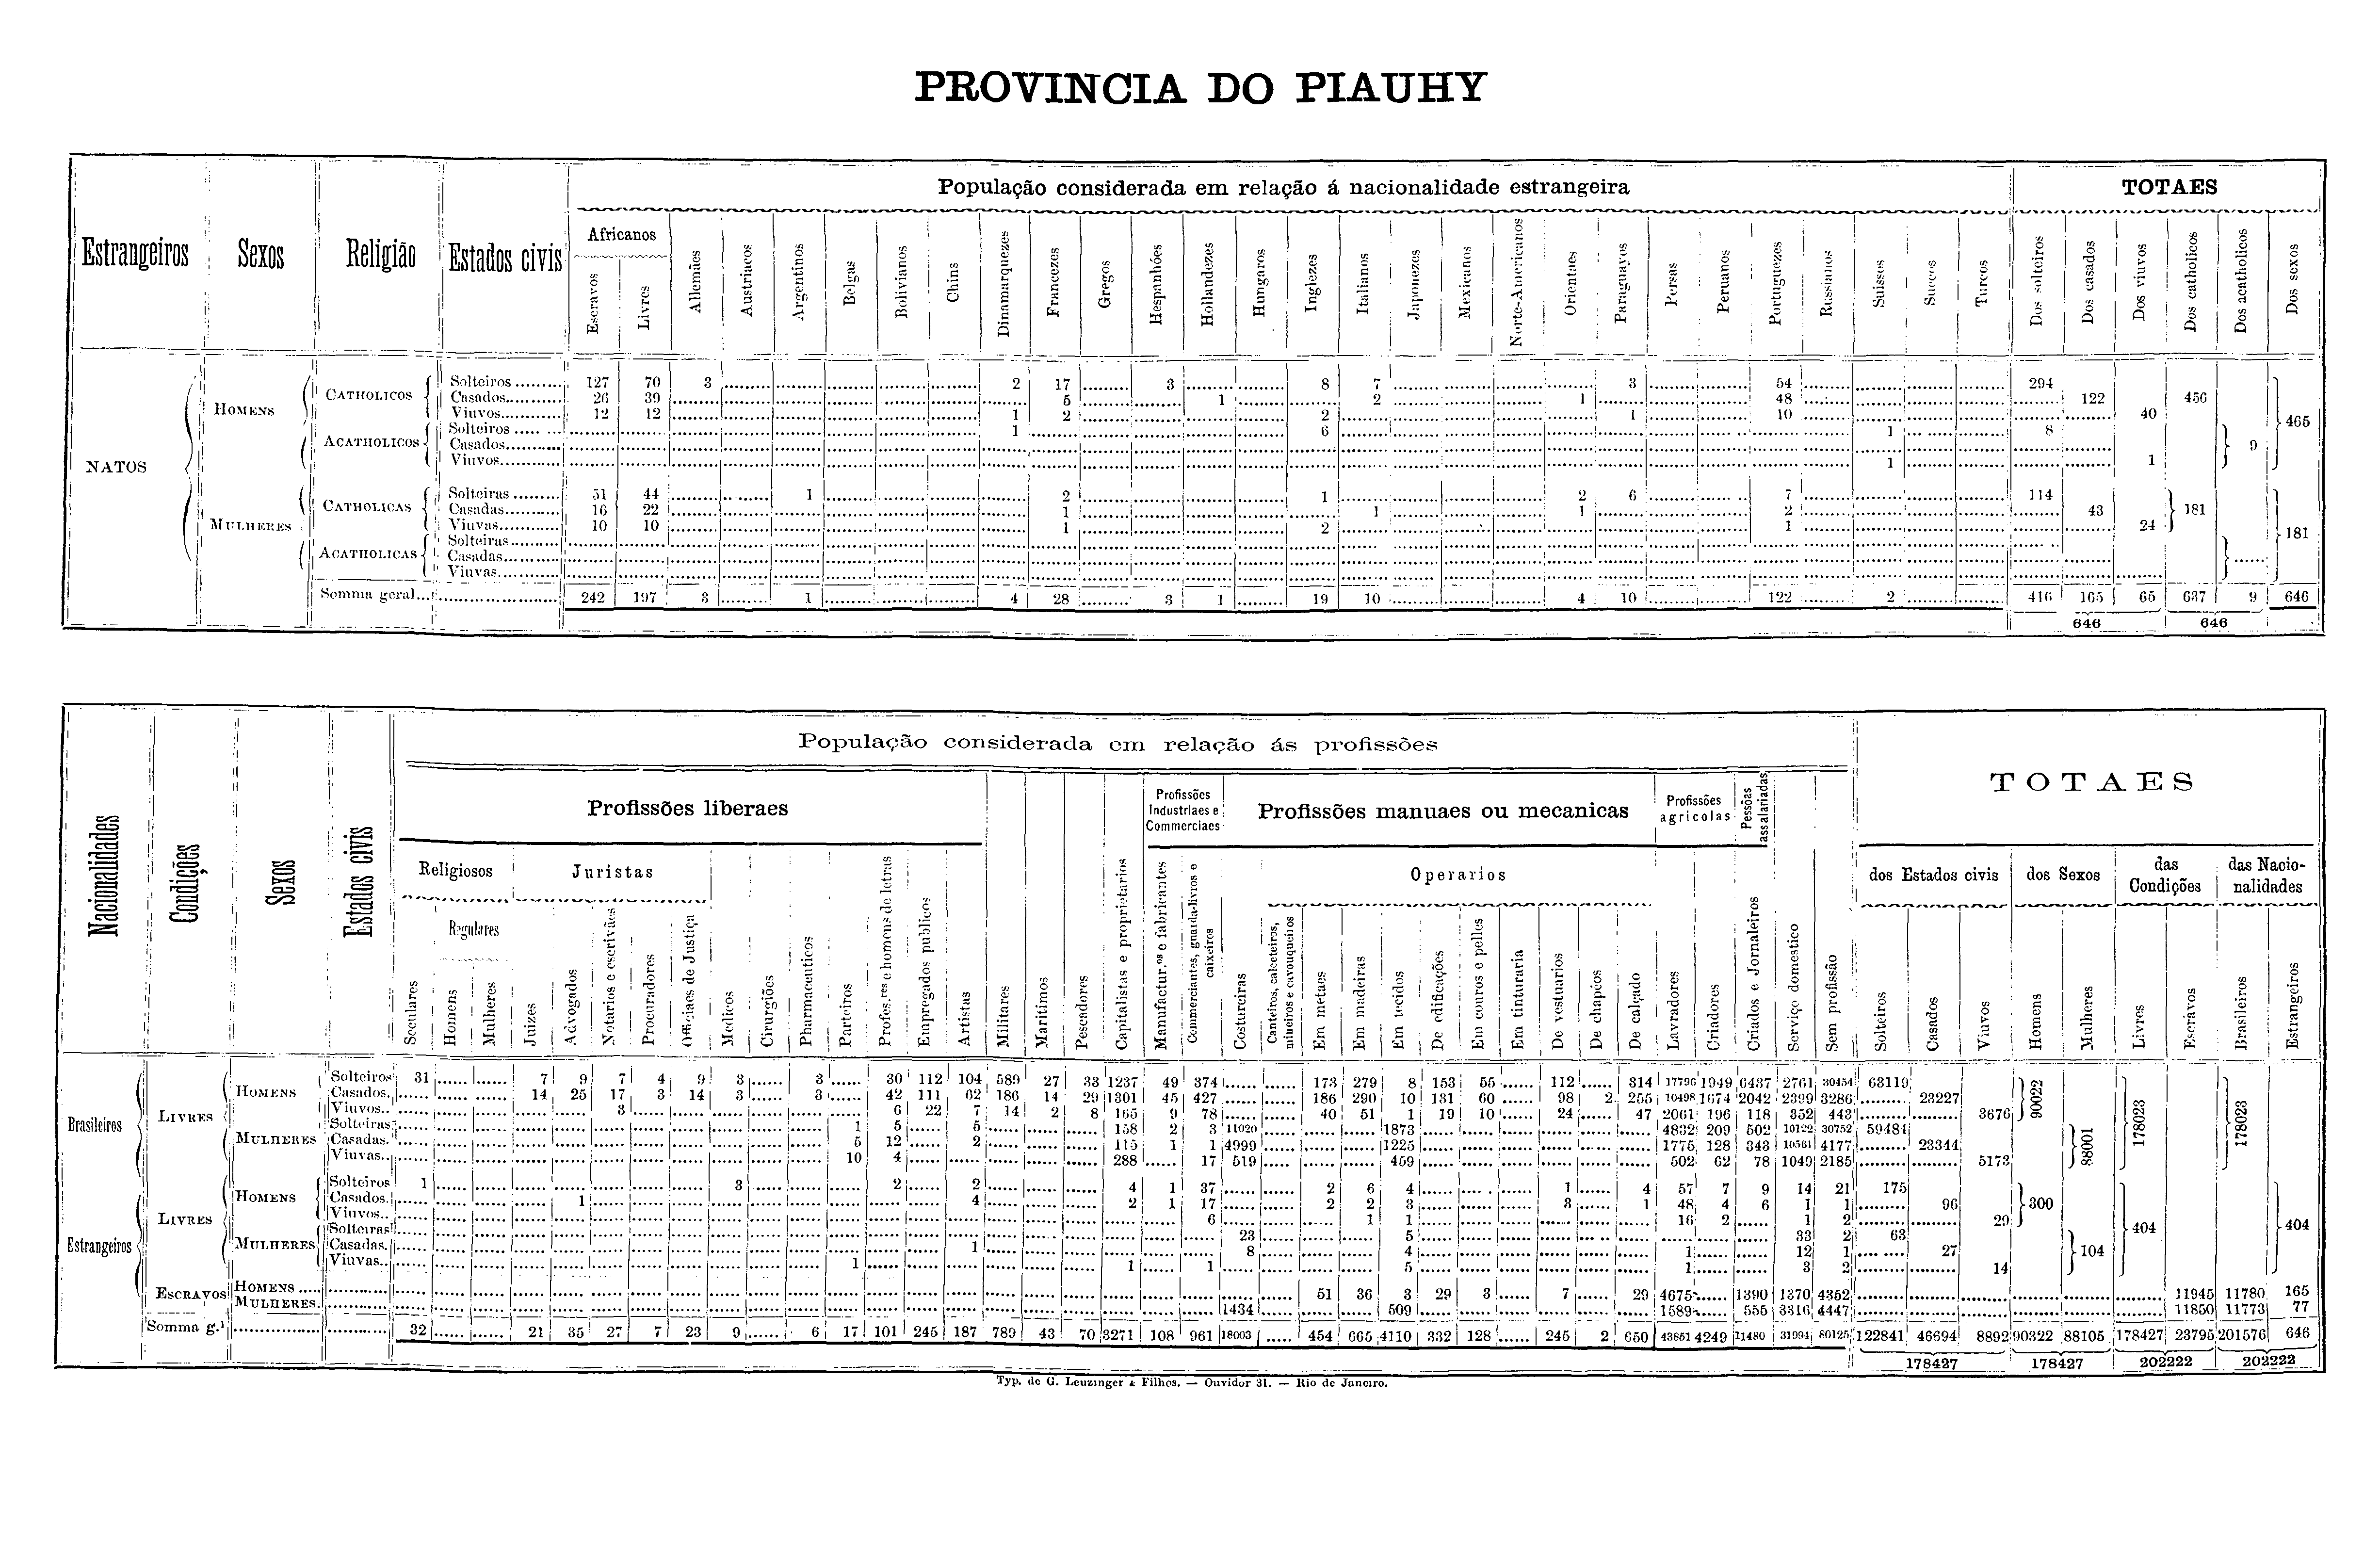 PROVINCIA DO PIAUHY
Estrangeiros Sexos Religião Estados civis População considerada em relação á nacionalidade estrangeira TOTAES
Africanos
Escravos Livres Allemães Austriacos Argentinos Belgas Bolivianos Chins Dinamarquezes Francezes Gregos Hespanhóes Hollandezes Hungaros Inglezes Italianos Japonezes Mexicanos Norte-Americanos Orientaes Paraguayos Persas Peruanos Portuguezes Russianos Suissos Suecos Turcos Dos solteiros Dos casados Dos viuvos Dos catholicos Dos acatholicos Dos sexos
NATOS
HOMENS CATHOLICOS Solteiros 127 70 3 2 17 3 8 7 3 54 294
Casados 26 39 5 1 2 1 48 122 456
Viuvos 12 12 1 2 2 1 10 40
465
ACATHOLICOS Solteiros 1 6 1 8
Casados 9
Viuvos 1 1
MULHERES CATHOLICAS Solteiras 51 44 1 2 1 2 6 7 114
Casadas 16 22 1 1 1 2 43 181
Viuvas 10 10 1 2 1 24
181
ACATHOLICAS Solteiras
Casadas
Viuvas
Somma geral 242 197 3 1 4 28 3 1 19 10 4 10 122 2 416 165 65 637 9 646
646 646
Nacionalidades Condições Sexos Estados civis População considerada em relação ás profissões TOTAES
Profissões liberaes Profissões Industriaes e Commerciaes Profissões manuaes ou mecanicas Profissões agricolas Pessôas assalariadas
Religiosos Juristas Operarios dos Estados civis dos Sexos das Condições das Nacionalidades
Regulares
Seculares Homens Mulheres Juizes Advogados Notarios e escrivães Procuradores Officiaes de Justiça Medicos Cirurgiões Pharmaceuticos Parteiros Profes.res e homens de letras Empregados publicos Artistas Militares Maritimos Pescadores Capitalistas e proprietarios Manufactur.os e fabricantes Commerciantes, guarda-livros e caixeiros Costureiras Canteiros, calceteiros, mineiros e cavouqueiros Em metaes Em madeiras Em tecidos De edificações Em couros e pelles Em tinturaria De vestuarios De chapéos De calçado Lavradores Criadores Criados e Jornaleiros Serviço domestico Sem profissão Solteiros Casados Viuvos Homens Mulheres Livres Escravos Brasileiros Estrangeiros
Brasileiros LIVRES HOMENS Solteiros 31 7 9 7 4 9 3 3 30 112 104 589 27 33 1237 49 374 173 279 8 153 55 112 314 17796 1949 6437 2761 30454 63119
Casados 14 25 17 3 14 3 3 42 111 62 186 14 29 1301 45 427 186 290 10 131 60 98 2 255 10498 1674 2042 2399 3286 23227
Viuvos 3 6 22 7 14 2 8 165 9 78 40 51 1 19 10 24 47 2061 196 118 352 443 3676
90022
MULHERES Solteiras 1 5 5 158 2 3 11020 1873 4832 209 502 10122 30752 59484
Casadas 5 12 2 115 1 1 4999 1225 1775 128 343 10561 4177 23344
Viuvas 10 4 288 17 519 459 502 62 78 1049 2185 5173
88001 178023 178023
Estrangeiros LIVRES HOMENS Solteiros 1 3 2 2 4 1 37 2 6 4 1 4 57 7 9 14 21 175
Casados 1 4 2 1 17 2 2 3 3 1 48 4 6 1 1 96 300
Viuvos 6 1 1 16 2 1 2 29
MULHERES Solteiras 23 5 33 2 63
Casadas 1 8 4 1 12 1 27 104
Viuvas 1 1 1 5 1 3 2 14
404 404
ESCRAVOS HOMENS 51 36 3 29 3 7 29 4675 1390 1370 4352 11945 11780 165
MULHERES 1434 509 1589 555 3316 4447 11850 11773 77
Somma g.l 32 21 35 27 7 23 9 6 17 101 245 187 789 43 70 3271 108 961 18003 454 665 4110 332 128 245 2 650 43851 4249 11480 31994 80125 122841 46694 8892 90322 88105 178427 23795 201576 646
178427 178427 202222 202222
Typ. de G. Leuzinger & Filhos. — Ouvidor 31. — Rio de Janeiro.